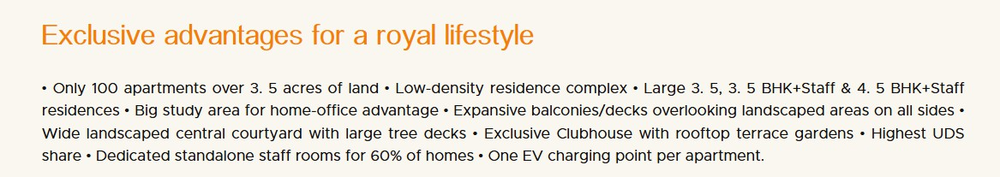 Exclusive advantages for a royal lifestyle
• Only 100 apartments over 3. 5 acres of land • Low-density residence complex • Large 3. 5, 3. 5 BHK+Staff & 4. 5 BHK+Staff
residences • Big study area for home-office advantage • Expansive balconies/decks overlooking landscaped areas on all sides •
Wide landscaped central courtyard with large tree decks • Exclusive Clubhouse with rooftop terrace gardens • Highest UDS
share • Dedicated standalone staff rooms for 60% of homes • One EV charging point per apartment.